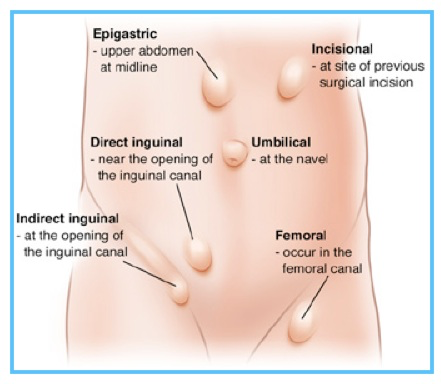 Epigastric
- upper abdomen
at midline
Incisional
- at site of previous
surgical incision
Direct inguinal
- near the opening of
the inguinal canal
Umbilical
- at the navel
Indirect inguinal
- at the opening of
the inguinal canal
Femoral
- occur in the
femoral canal